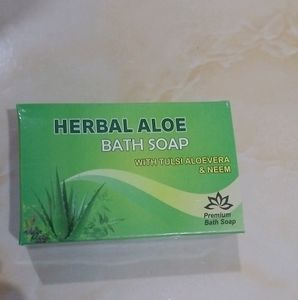 HERBAL ALOE
BATH SOAP
WITH TULSI ALOEVERA
& NEEM
Premium
Bath Soap